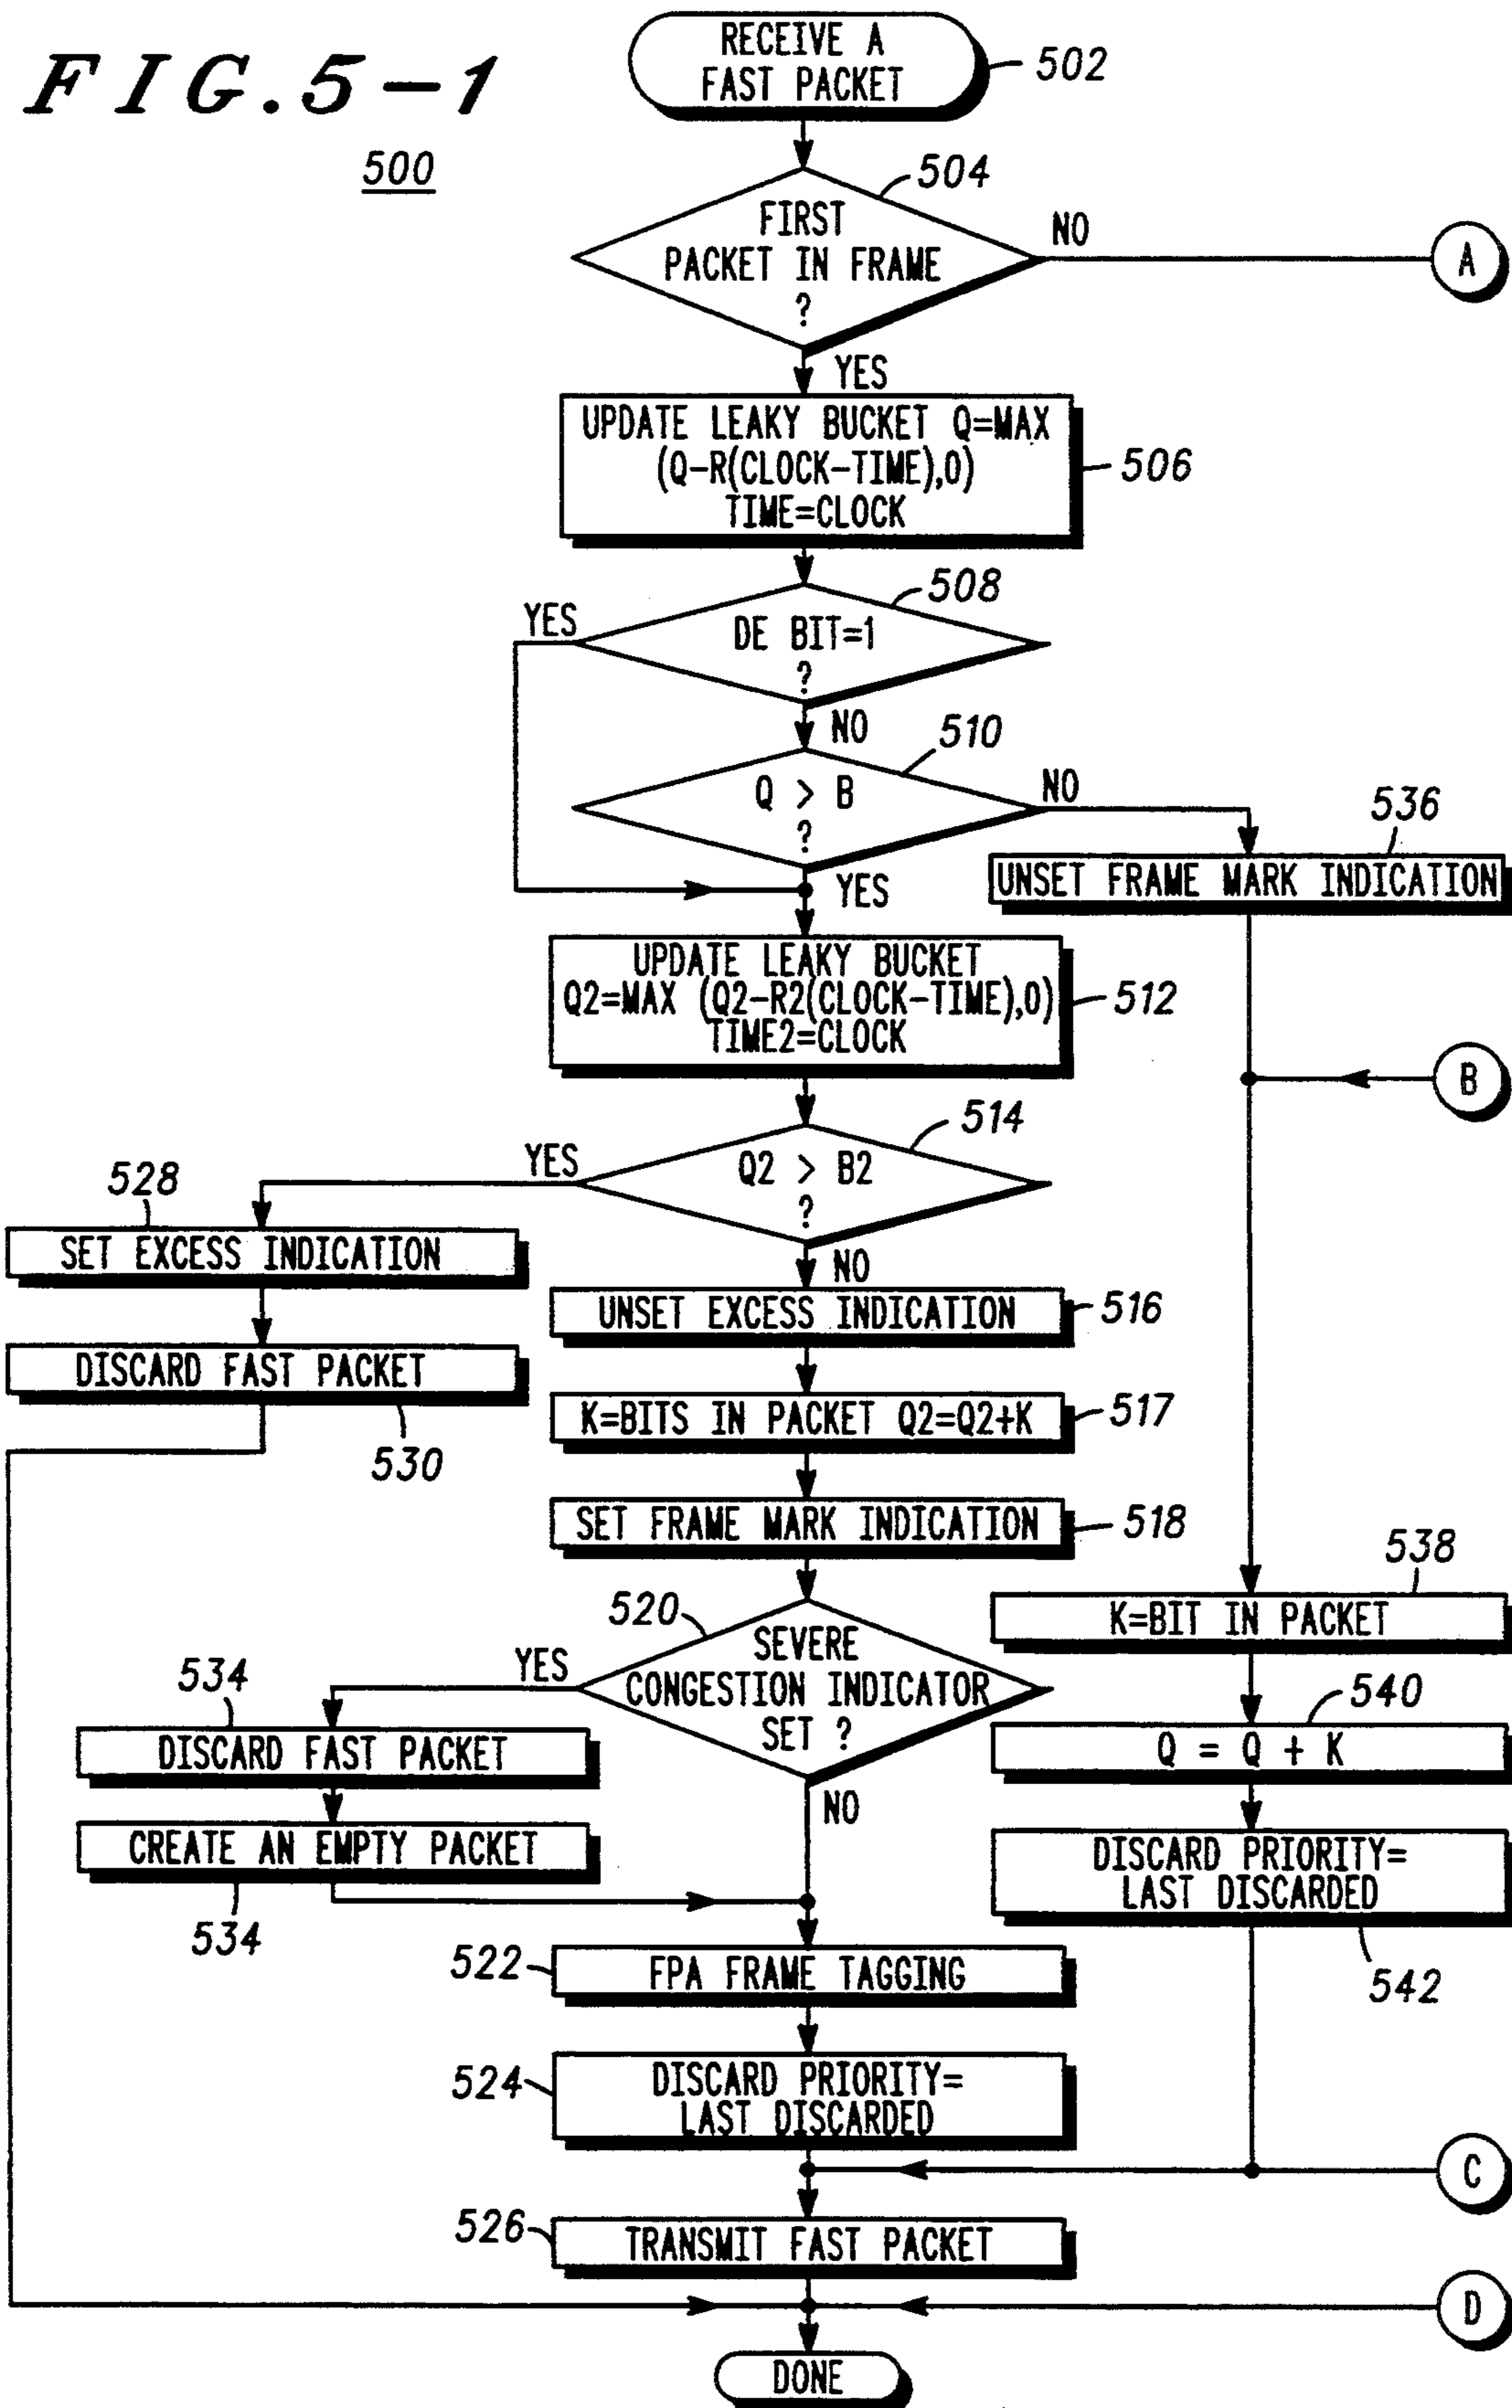 FIG.5-1
500
RECEIVE A
FAST PACKET
502
504
FIRST
PACKET IN FRAME
?
NO
A
YES
UPDATE LEAKY BUCKET Q=MAX
(Q-R(CLOCK-TIME),0)
TIME=CLOCK
506
508
YES
DE BIT=1
?
NO
510
Q > B
?
NO
536
UNSET FRAME MARK INDICATION
YES
UPDATE LEAKY BUCKET
Q2=MAX (Q2-R2(CLOCK-TIME),0)
TIME2=CLOCK
512
B
514
YES
Q2 > B2
?
528
SET EXCESS INDICATION
NO
UNSET EXCESS INDICATION
516
DISCARD FAST PACKET
530
K=BITS IN PACKET Q2=Q2+K
517
SET FRAME MARK INDICATION
518
538
K=BIT IN PACKET
520
SEVERE
CONGESTION INDICATOR
SET ?
YES
534
DISCARD FAST PACKET
540
Q = Q + K
NO
CREATE AN EMPTY PACKET
534
DISCARD PRIORITY=
LAST DISCARDED
542
522
FPA FRAME TAGGING
524
DISCARD PRIORITY=
LAST DISCARDED
C
526
TRANSMIT FAST PACKET
D
DONE